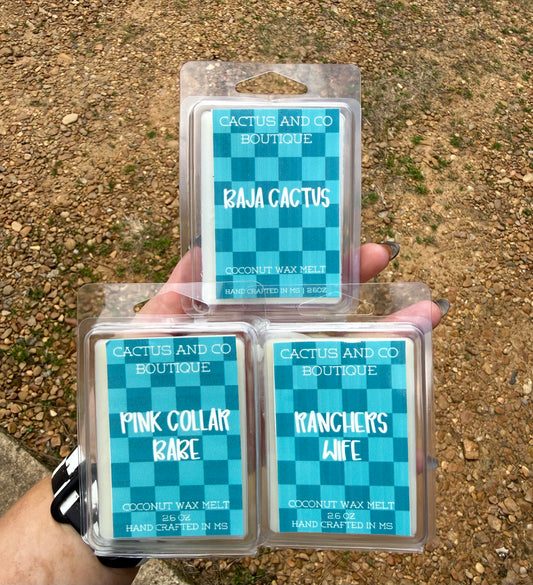 CACTUS AND CO
BOUTIQUE
BAJA CACTUS
COCONUT WAX MELT
HAND CRAFTED IN MS | 2.6OZ
CACTUS AND CO
BOUTIQUE
PINK COLLAR
BABE
COCONUT WAX MELT
2.6 OZ
HAND CRAFTED IN MS
CACTUS AND CO
BOUTIQUE
RANCHERS
WIFE
COCONUT WAX MELT
2.6 OZ
HAND CRAFTED IN MS